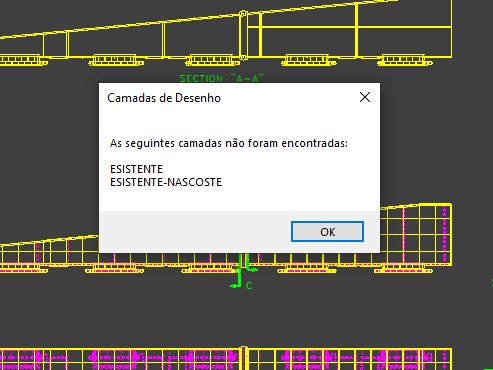 SECTION "A-A"
Camadas de Desenho
As seguintes camadas não foram encontradas:
ESISTENTE
ESISTENTE-NASCOSTE
OK
C